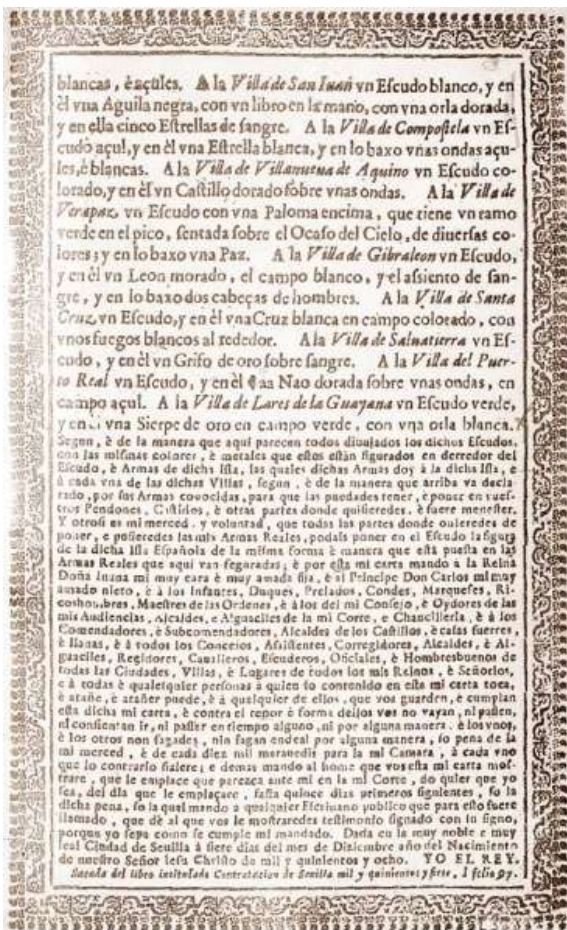 blancas, è açules. A la Villa de San Iuan vn Escudo blanco, y en
èl vna Aguila negra, con vn libro en la mano, con vna orla dorada,
y en ella cinco Estrellas de sangre. A la Villa de Compostela vn Es-
cudo açul, y en èl vna Estrella blanca, y en lo baxo vnas ondas açu-
les, è blancas. A la Villa de Villanueua de Aquino vn Escudo co-
lorado, y en èl vn Castillo dorado sobre vnas ondas. A la Villa de
Verapaz, vn Escudo con vna Paloma encima, que tiene vn ramo
verde en el pico, sentada sobre el Ocaso del Cielo, de diuersas co-
lores; y en lo baxo vna Paz. A la Villa de Gibraleon vn Escudo,
y en èl vn Leon morado, el campo blanco, y el assiento de san-
gre, y en lo baxo dos cabeças de hombres. A la Villa de Santa
Cruz, vn Escudo, y en èl vna Cruz blanca en campo colorado, con
vnos fuegos blancos al rededor. A la Villa de Saluatierra vn Es-
cudo, y en èl vn Grifo de oro sobre sangre. A la Villa del Puer-
to Real vn Escudo, y en èl Nao dorada sobre vnas ondas, en
campo açul. A la Villa de Lares de la Guayana vn Escudo verde,
y en vna Sierpe de oro en campo verde, con vna orla blanca.
Segun, è de la manera que aqui parecen todos dibujados los dichos Escudos,
con las mismas colores, è metales que estos estàn figurados en derredor del
Escudo, è Armas de dicha Isla, las quales dichas Armas doy à la dicha Isla, e
à cada vna de las dichas Villas, segun, è de la manera que arriba va decla-
rado, por sus Armas conocidas, para que las puedades tener, è poner en vues-
tros Pendones, è otras partes donde quisieredes, è fuere menester.
Y otrosi es mi merced, y voluntad, que todas las partes donde ouieredes de
poner, e pusieredes las mis Armas Reales, podais poner en el Escudo la figura
de la dicha Isla Española de la misma forma è manera que està puesta en las
Armas Reales que aqui van figuradas; è por esta mi carta mando à la Reina
Doña Iuana mi muy cara è muy amada fija, è al Principe Don Carlos mi muy
amado nieto, è à los Infantes, Duques, Prelados, Condes, Marqueses, Ri-
coshombres, Maestres de las Ordenes, è à los del mi Consejo, è Oydores de las
mis Audiencias, Alcaldes, e Alguaciles de la mi Corte, e Chancilleria, è à los
Comendadores, è Subcomendadores, Alcaides de los Castillos, è casas fuertes,
è llanas, è à todos los Concejos, Assistentes, Corregidores, Alcaldes, è Al-
guaciles, Regidores, Caualleros, Escuderos, Oficiales, è Hombresbuenos de
todas las Ciudades, Villas, è Lugares de todos los mis Reinos, è Señorios,
è à todas è qualesquier personas à quien lo contenido en esta mi carta toca,
è atañe, è atañer puede, è à qualquier de ellos, que vos guarden, è cumplan
esta dicha mi carta, è contra el tenor è forma dellos vos no vayan, ni passen,
ni consientan ir, ni passer en tiempo alguno, ni por alguna manera: è los vnos,
è los otros non fagades, nin fagan endeal por alguna manera, so pena de la
mi merced, è de cada diez mil marauedis para la mi Camara, à cada vno
que lo contrario fiziere; e demas mando al home que vos esta mi carta mos-
trare, que le emplace que parezca ante mi en la mi Corte, do quier que yo
sea, del dia que le emplaçare, fasta quince dias primeros siguientes, so la
dicha pena, so la qual mando a qualquier Escriuano publico que para esto fuere
llamado, que dè al que vos le mostraredes testimonio signado con su signo,
porque yo sepa como se cumple mi mandado. Dada en la muy noble e muy
leal Ciudad de Seuilla à siete dias del mes de Diziembre año del Nacimiento
de nuestro Señor Iesu Christo de mil y quinientos y ocho. YO EL REY.
Sacada del libro intitulado Contratacion de Seuilla mil y quinientos y siete, 1 folio 97.